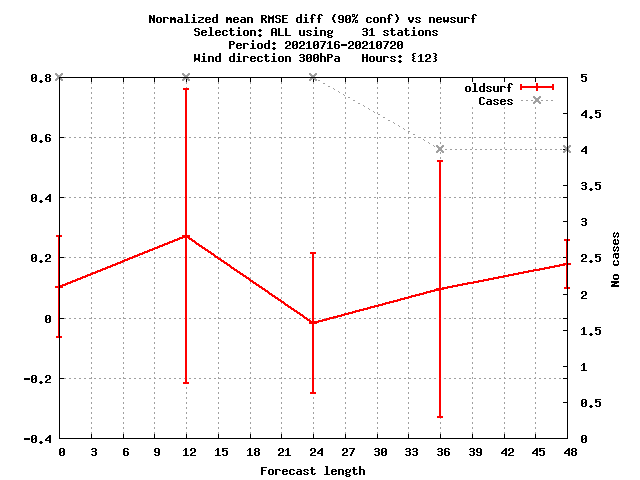 Normalized mean RMSE diff (90% conf) vs newsurf
Selection: ALL using    31 stations
Period: 20210716-20210720
Wind direction 300hPa   Hours: {12}
oldsurf
Cases
0.8
0.6
0.4
0.2
0
-0.2
-0.4
5
4.5
4
3.5
3
2.5
2
1.5
1
0.5
0
No cases
0 3 6 9 12 15 18 21 24 27 30 33 36 39 42 45 48
Forecast length